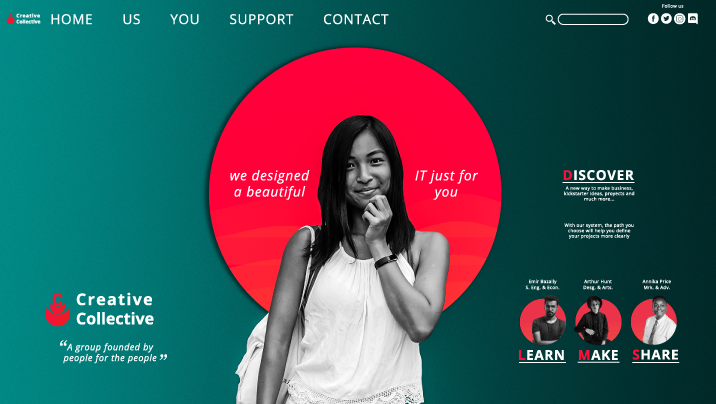 Creative
Collective
HOME
US
YOU
SUPPORT
CONTACT
Follow us
we designed
a beautiful
IT just for
you
DISCOVER
A new way to make business,
kickstarter ideas, projects and
much more...
With our system, the path you
choose will help you define
your projects more clearly
Creative
Collective
“A group founded by
people for the people”
Emir Bazally
S. Eng. & Econ.
LEARN
Arthur Hunt
Desg. & Arts.
MAKE
Annika Price
Mrk. & Adv.
SHARE